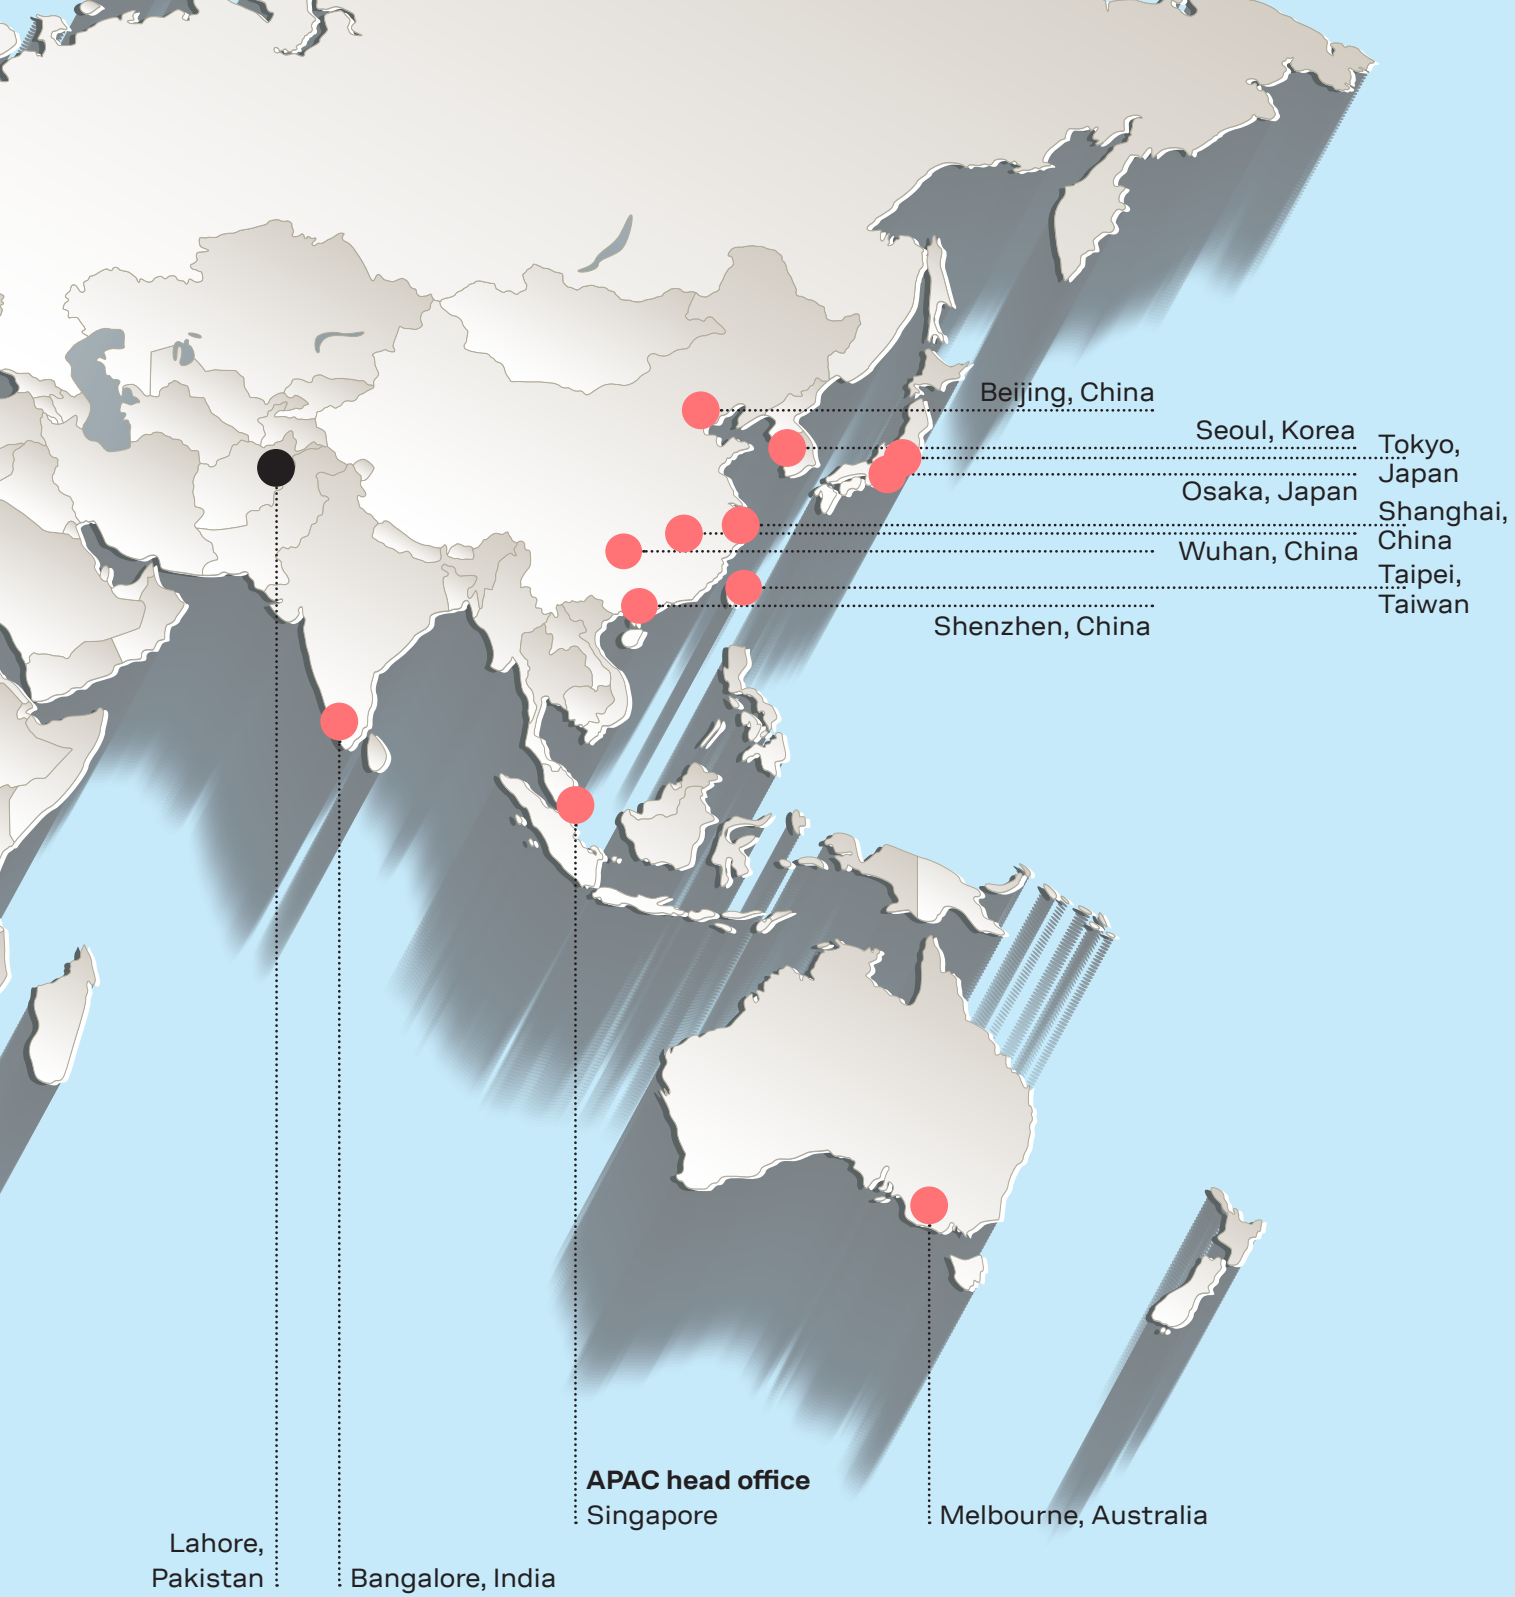 Beijing, China
Seoul, Korea
Tokyo,
Japan
Osaka, Japan
Shanghai,
China
Wuhan, China
Taipei,
Taiwan
Shenzhen, China
APAC head office
Singapore
Melbourne, Australia
Lahore,
Pakistan
Bangalore, India